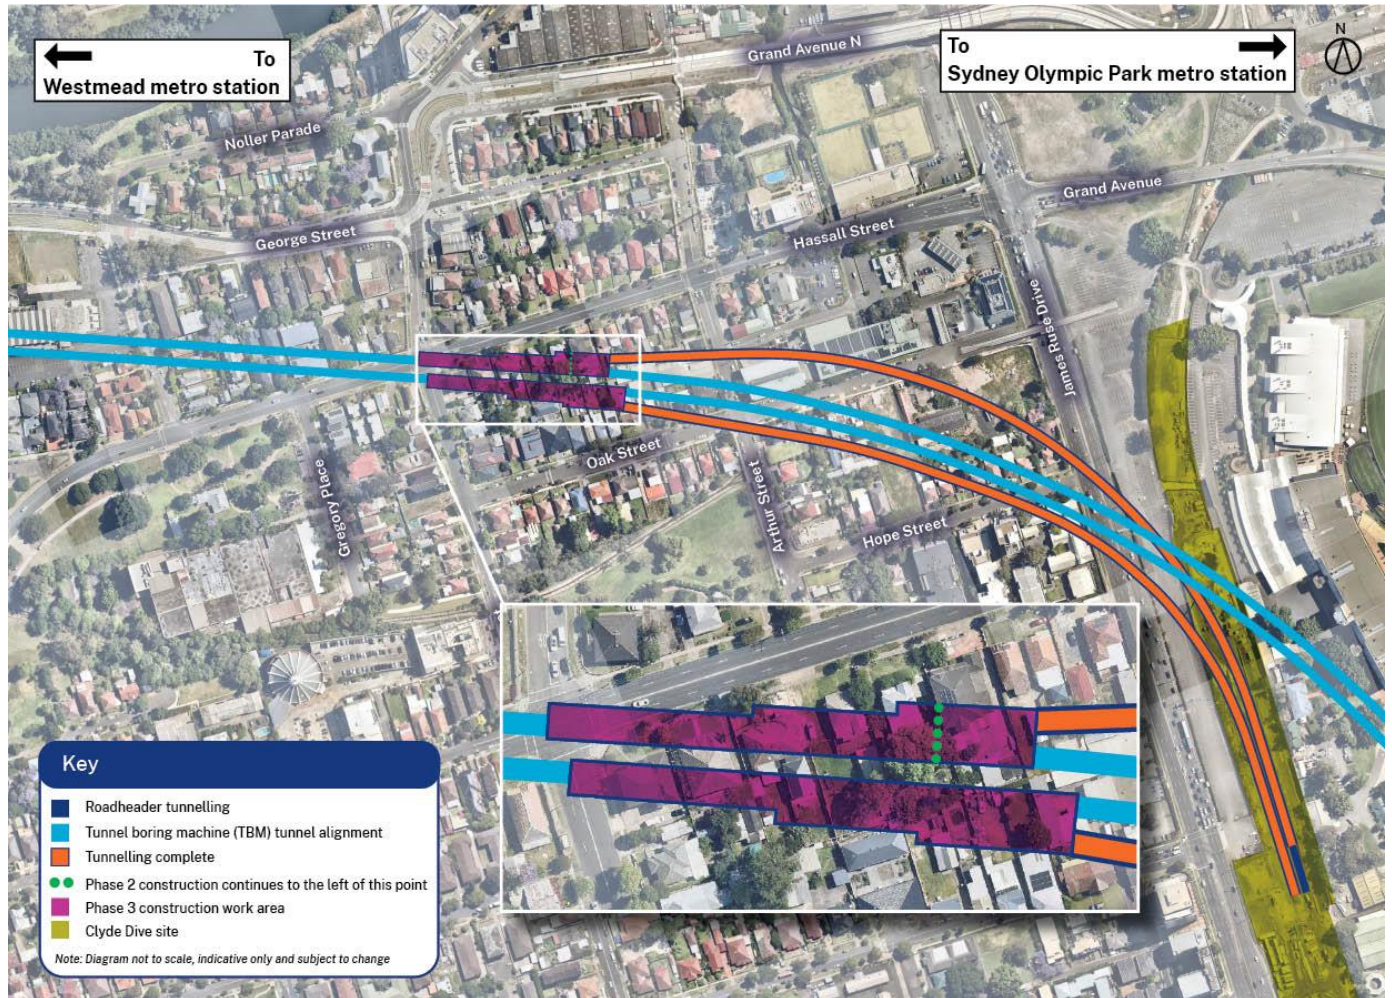 To
Westmead metro station
To
Sydney Olympic Park metro station
N
Grand Avenue N
Noller Parade
Grand Avenue
George Street
Hassall Street
James Ruse Drive
Oak Street
Gregory Place
Arthur Street
Hope Street
Key
Roadheader tunnelling
Tunnel boring machine (TBM) tunnel alignment
Tunnelling complete
Phase 2 construction continues to the left of this point
Phase 3 construction work area
Clyde Dive site
Note: Diagram not to scale, indicative only and subject to change